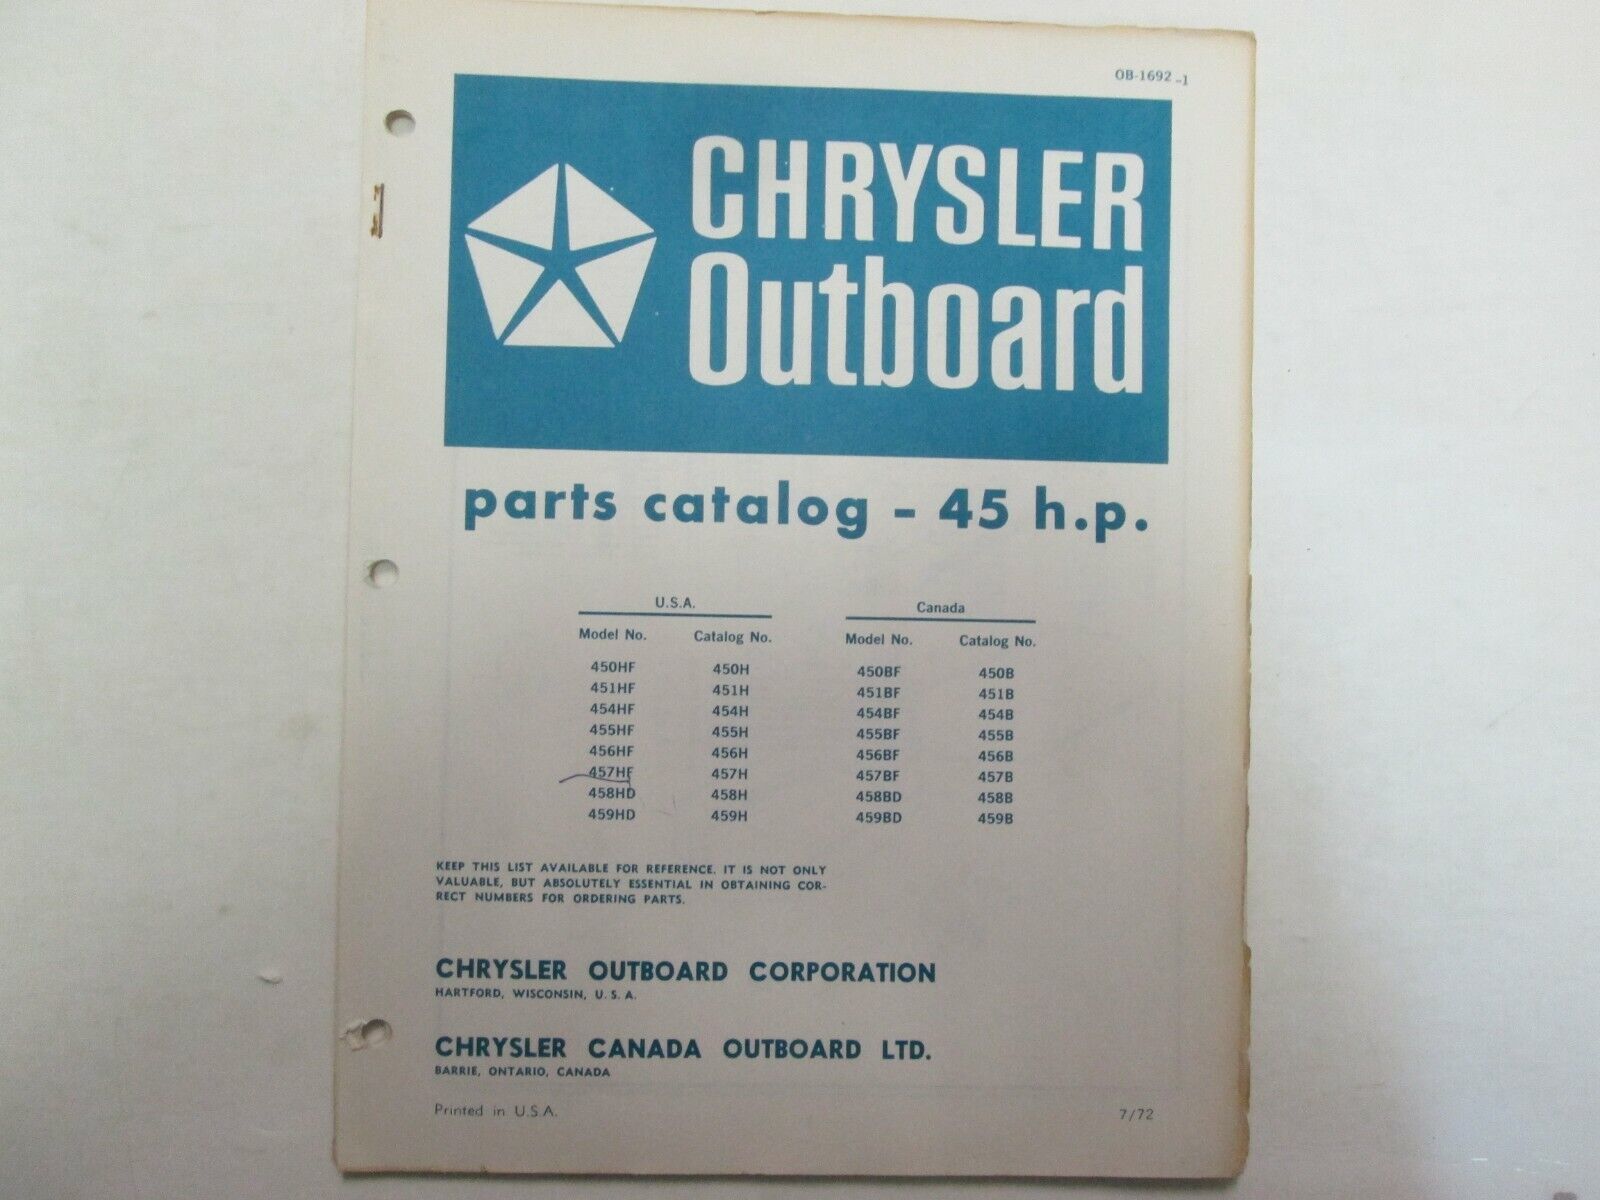 OB-1692-1
CHRYSLER
Outboard
parts catalog - 45 h.p.
U.S.A. Canada
Model No. Catalog No. Model No. Catalog No.
450HF 450H 450BF 450B
451HF 451H 451BF 451B
454HF 454H 454BF 454B
455HF 455H 455BF 455B
456HF 456H 456BF 456B
457HF 457H 457BF 457B
458HD 458H 458BD 458B
459HD 459H 459BD 459B
KEEP THIS LIST AVAILABLE FOR REFERENCE. IT IS NOT ONLY
VALUABLE, BUT ABSOLUTELY ESSENTIAL IN OBTAINING COR-
RECT NUMBERS FOR ORDERING PARTS.
CHRYSLER OUTBOARD CORPORATION
HARTFORD, WISCONSIN, U. S. A.
CHRYSLER CANADA OUTBOARD LTD.
BARRIE, ONTARIO, CANADA
Printed in U.S.A. 7/72